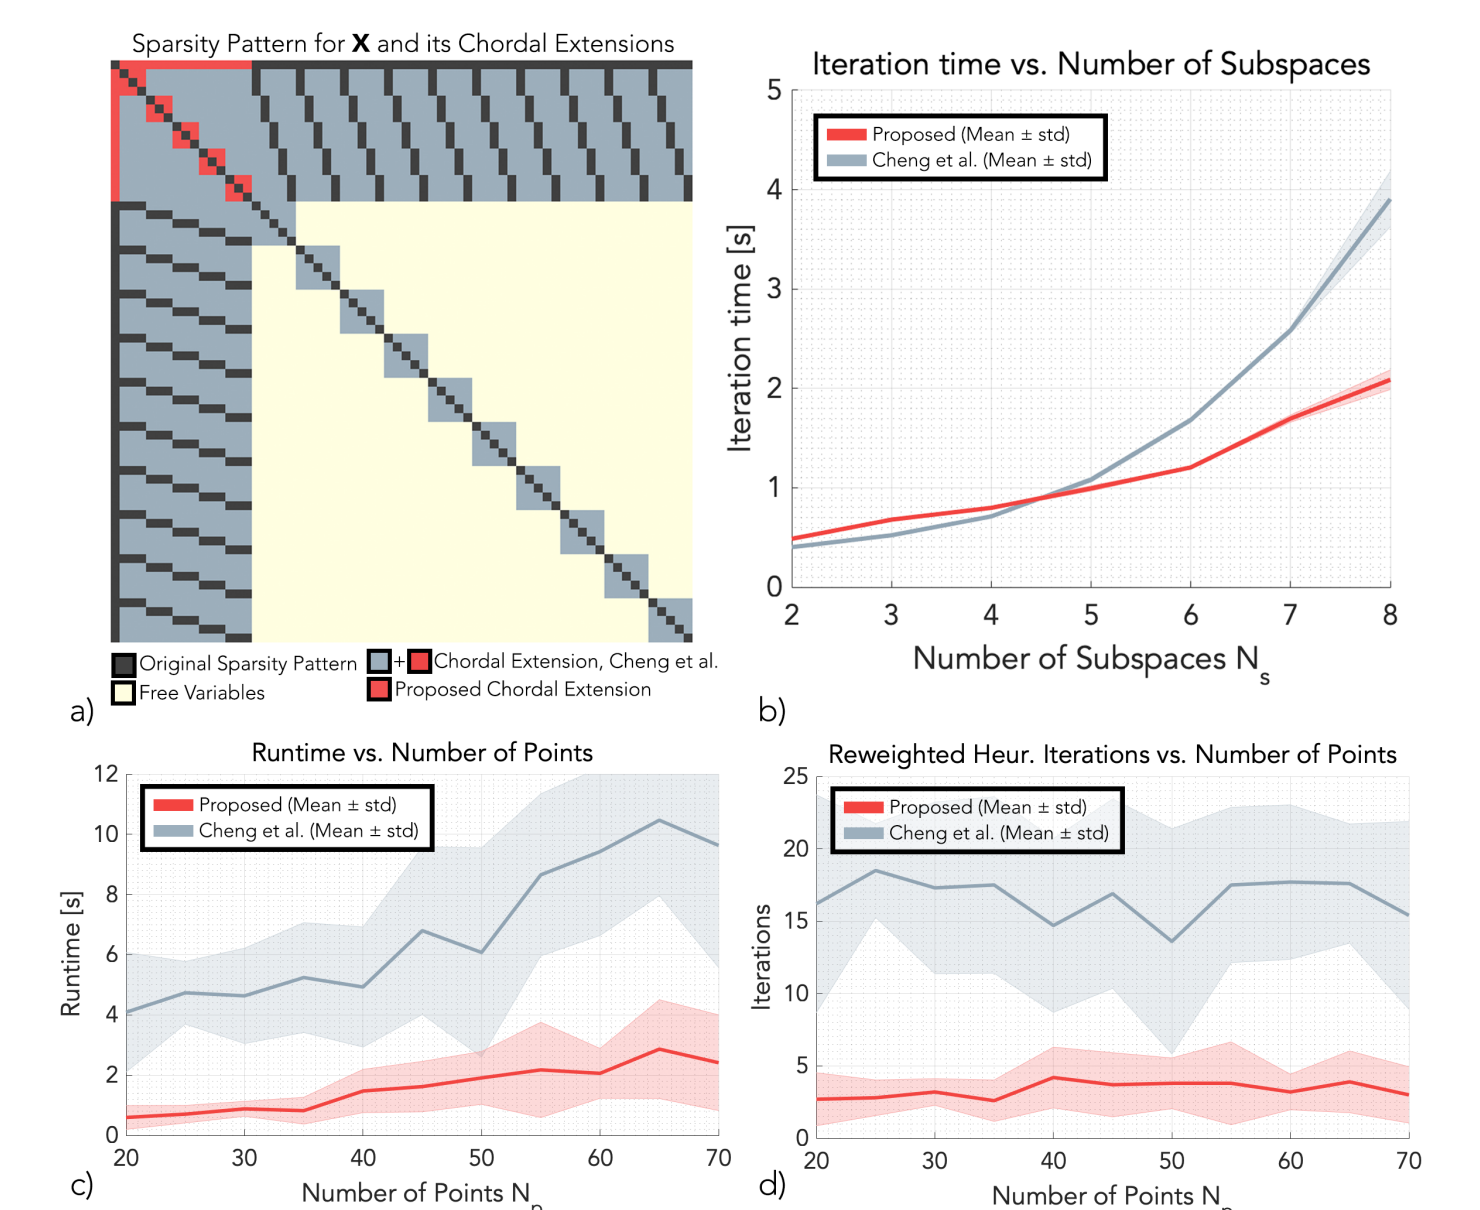 Sparsity Pattern for X and its Chordal Extensions
Original Sparsity Pattern
+ Chordal Extension, Cheng et al.
Free Variables
Proposed Chordal Extension
a)
Iteration time vs. Number of Subspaces
Proposed (Mean ± std)
Cheng et al. (Mean ± std)
Iteration time [s]
5
4
3
2
1
0
2 3 4 5 6 7 8
Number of Subspaces Ns
b)
Runtime vs. Number of Points
Proposed (Mean ± std)
Cheng et al. (Mean ± std)
Runtime [s]
12
10
8
6
4
2
0
20 30 40 50 60 70
Number of Points Np
c)
Reweighted Heur. Iterations vs. Number of Points
Proposed (Mean ± std)
Cheng et al. (Mean ± std)
Iterations
25
20
15
10
5
0
20 30 40 50 60 70
Number of Points Np
d)